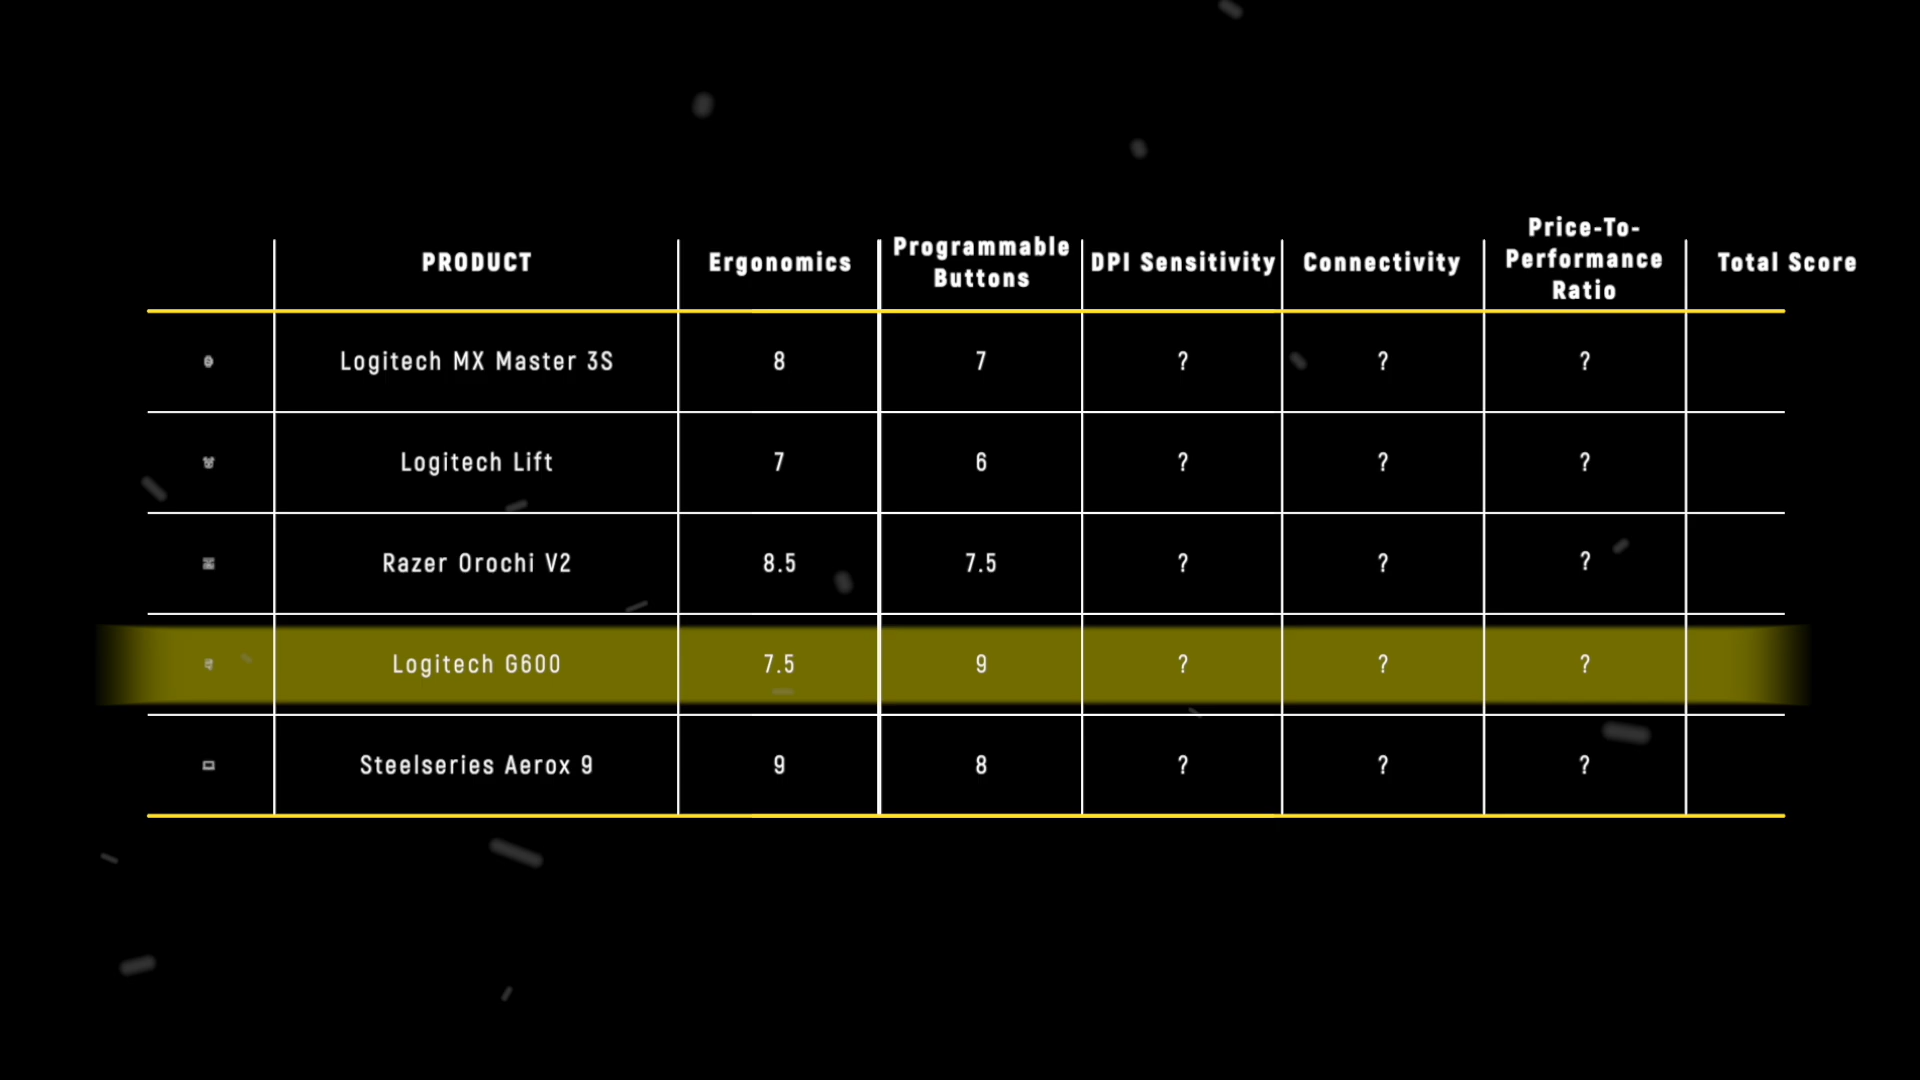 PRODUCT Ergonomics Programmable Buttons DPI Sensitivity Connectivity Price-To-Performance Ratio Total Score
Logitech MX Master 3S 8 7 ? ? ?
Logitech Lift 7 6 ? ? ?
Razer Orochi V2 8.5 7.5 ? ? ?
Logitech G600 7.5 9 ? ? ?
Steelseries Aerox 9 9 8 ? ? ?